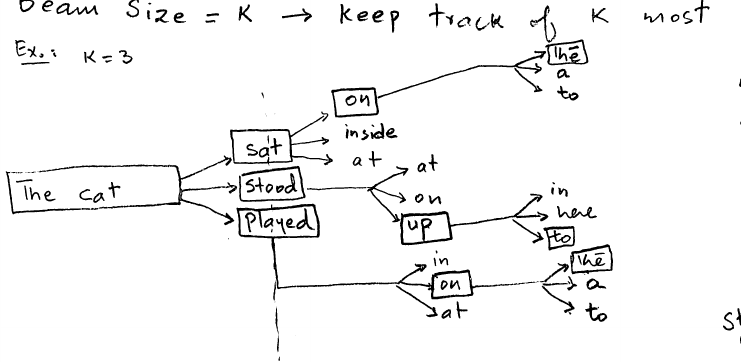 Beam Size = K → keep track of K most
Ex.: K=3
The
a
on
to
inside
sat
at
at
The cat
stood
on
in
played
up
here
to
in
The
on
a
at
to
st